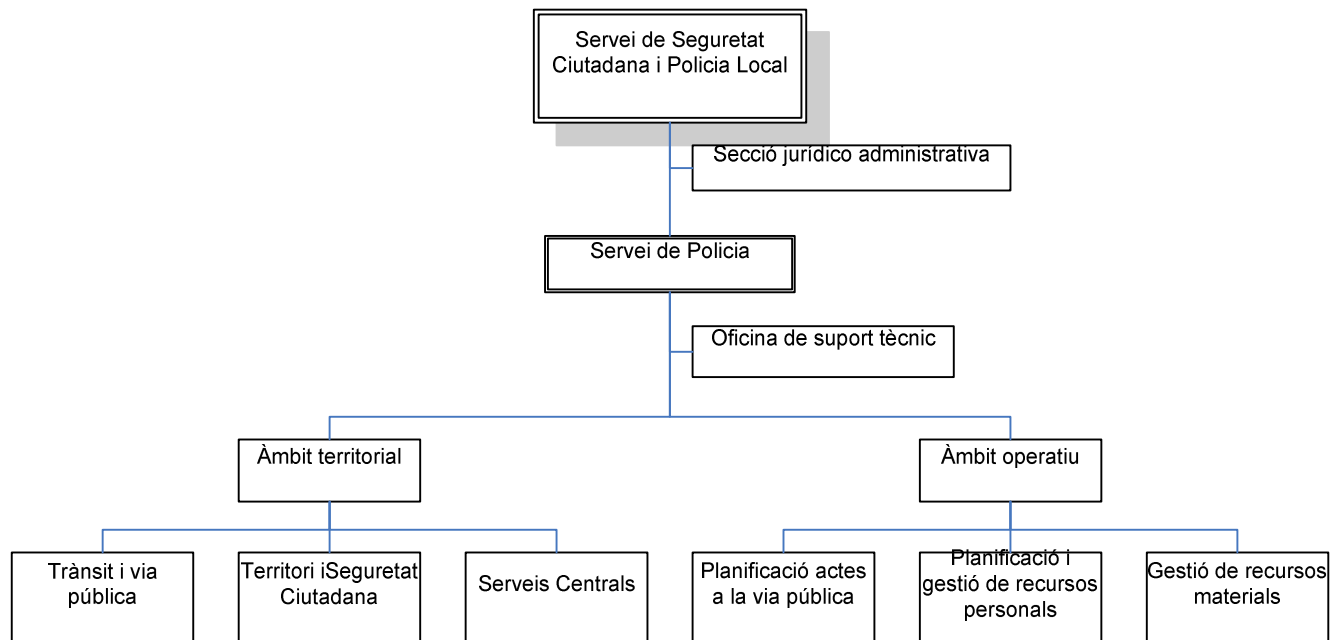 Servei de Seguretat
Ciutadana i Policia Local
Secció jurídico administrativa
Servei de Policia
Oficina de suport tècnic
Àmbit territorial
Àmbit operatiu
Trànsit i via
pública
Territori iSeguretat
Ciutadana
Serveis Centrals
Planificació actes
a la via pública
Planificació i
gestió de recursos
personals
Gestió de recursos
materials